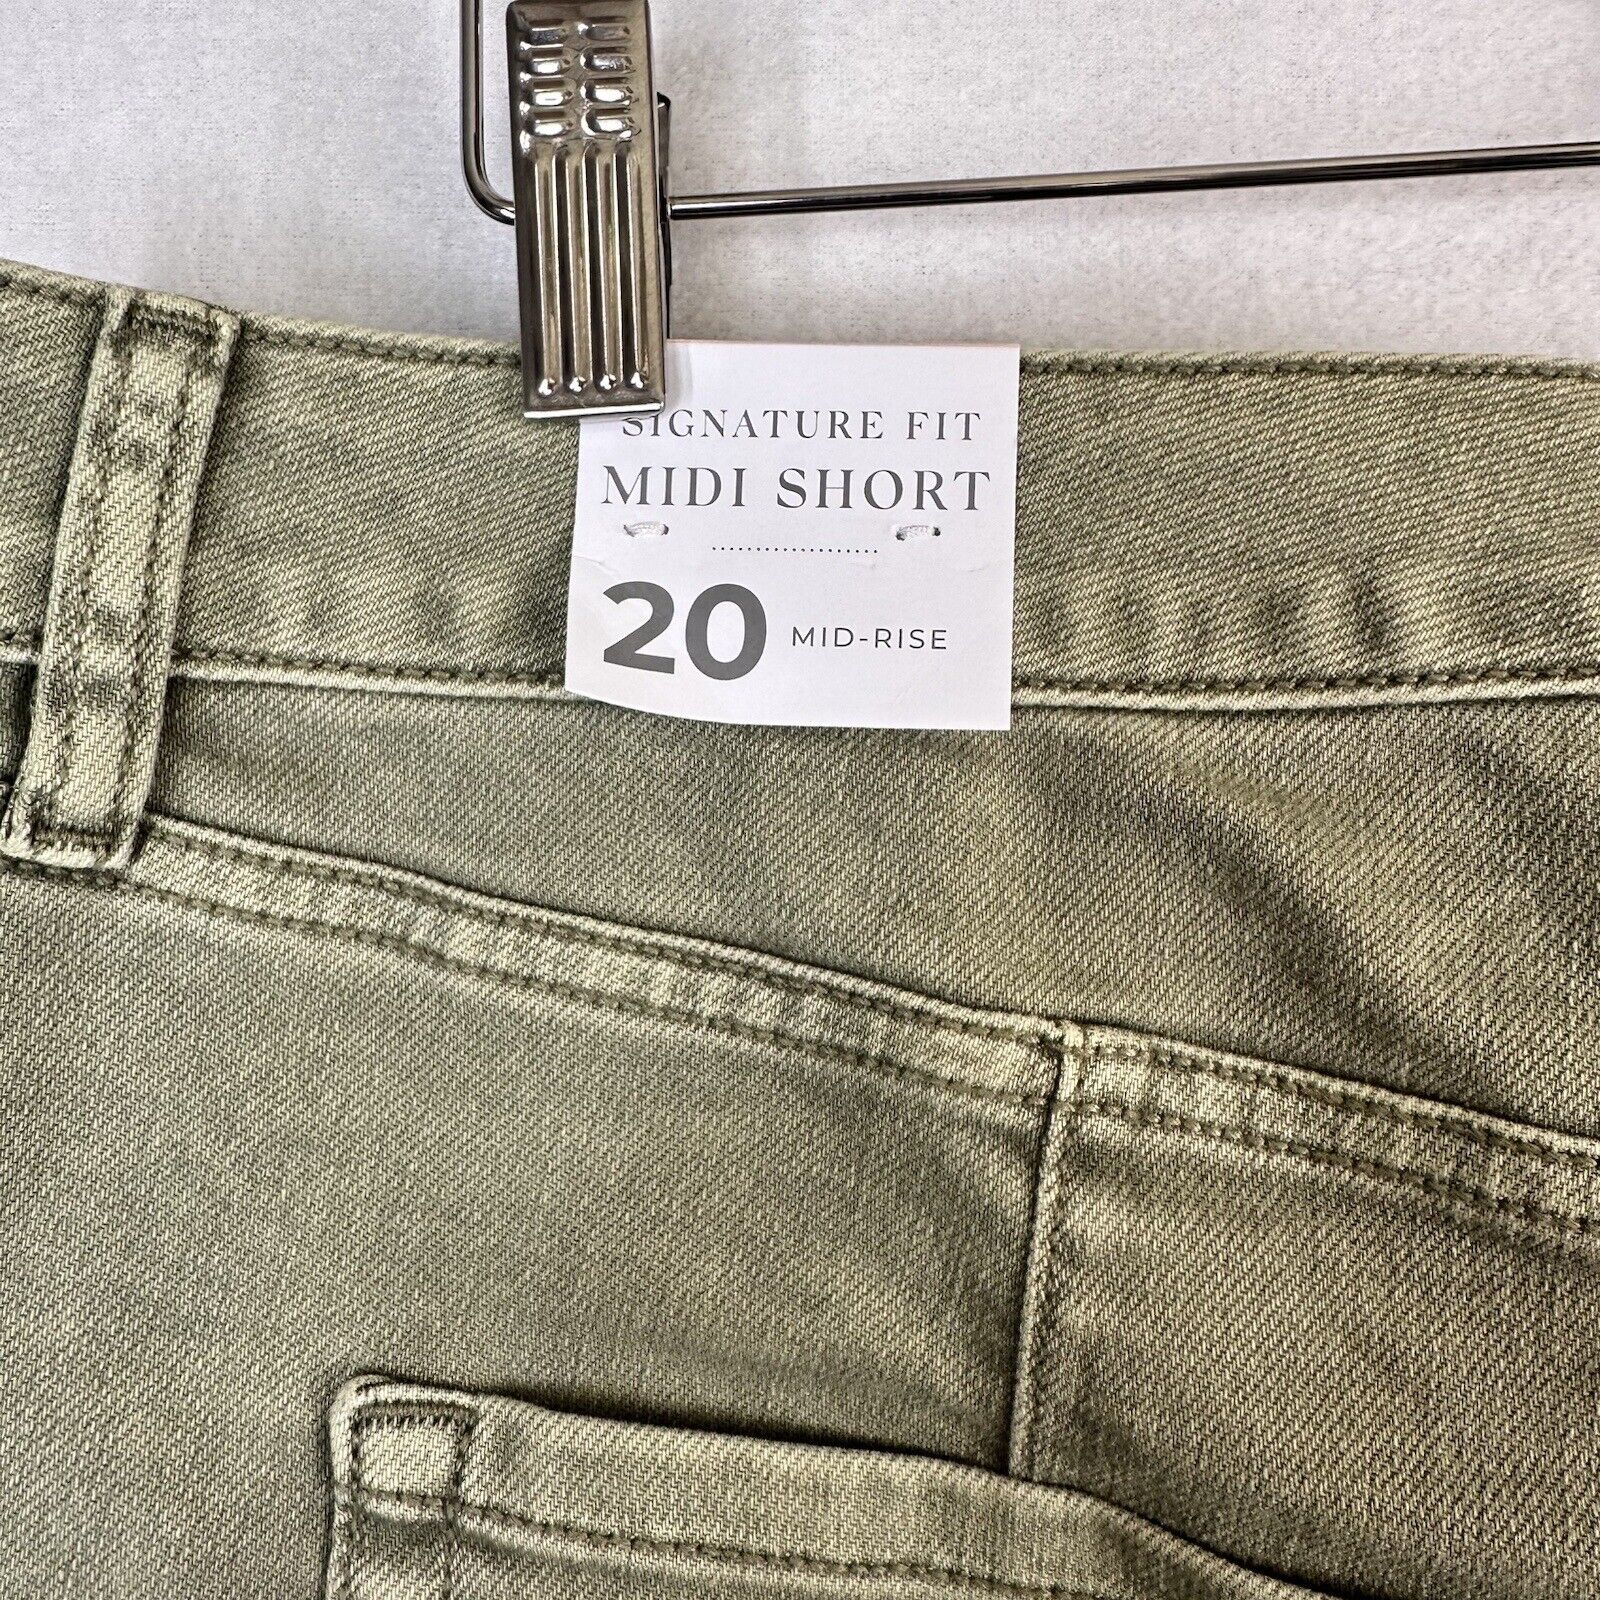 SIGNATURE FIT
MIDI SHORT
20 MID-RISE